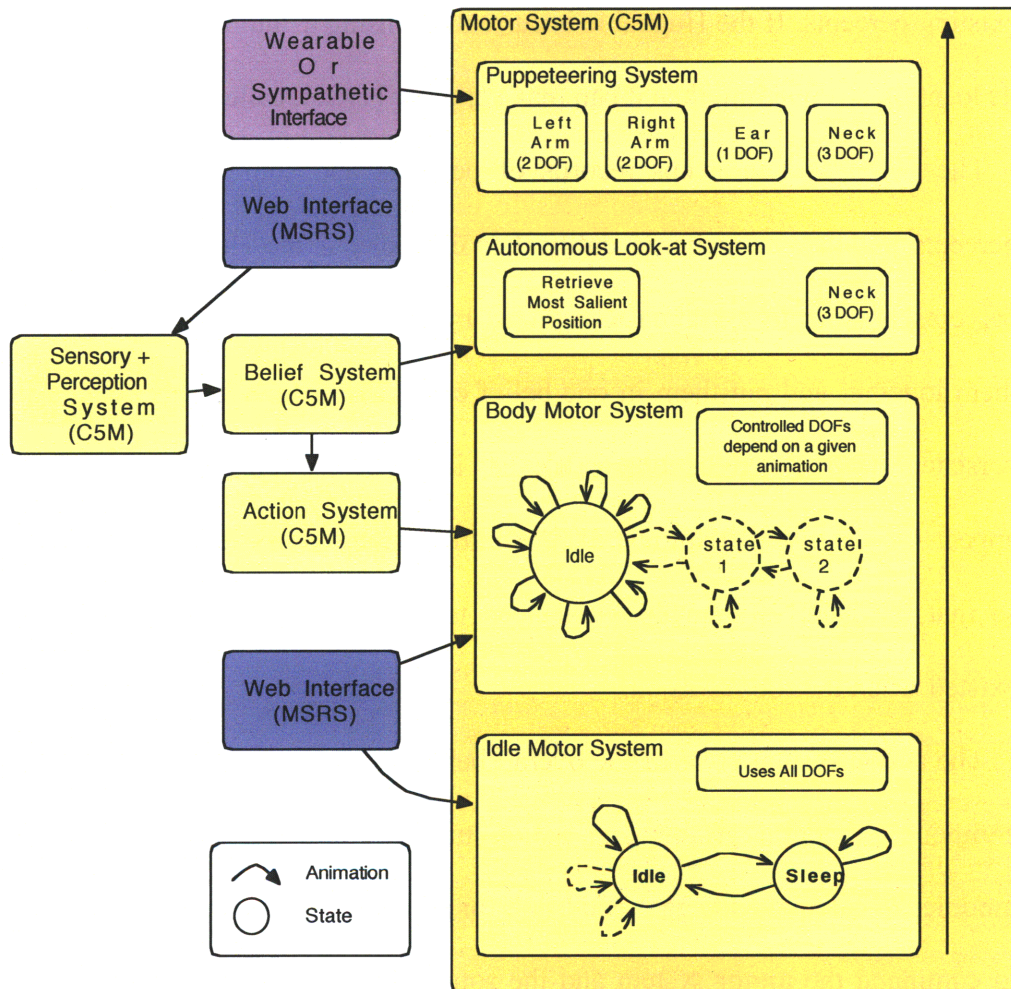 Wearable
Or
Sympathetic
Interface
Web Interface
(MSRS)
Sensory +
Perception
System
(C5M)
Belief System
(C5M)
Action System
(C5M)
Web Interface
(MSRS)
Animation
State
Motor System (C5M)
Puppeteering System
Left
Arm
(2 DOF)
Right
Arm
(2 DOF)
Ear
(1 DOF)
Neck
(3 DOF)
Autonomous Look-at System
Retrieve
Most Salient
Position
Neck
(3 DOF)
Body Motor System
Controlled DOFs
depend on a given
animation
Idle
state
1
state
2
Idle Motor System
Uses All DOFs
Idle
Sleep